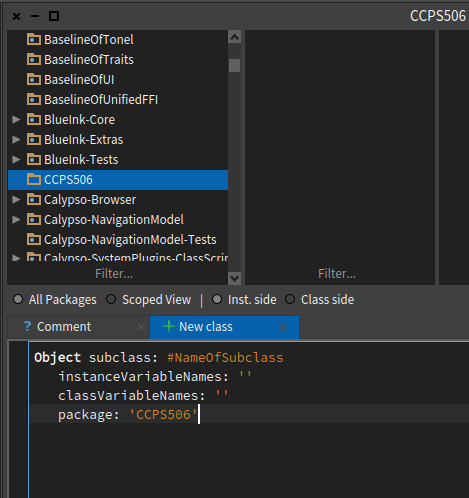 CCPS506
BaselineOfTonel
BaselineOfTraits
BaselineOfUI
BaselineOfUnifiedFFI
BlueInk-Core
BlueInk-Extras
BlueInk-Tests
CCPS506
Calypso-Browser
Calypso-NavigationModel
Calypso-NavigationModel-Tests
Calypso-SystemPlugins-ClassScrip
Filter... Filter...
All Packages Scoped View | Inst. side Class side
? Comment × + New class ×
Object subclass: #NameOfSubclass
instanceVariableNames: ''
classVariableNames: ''
package: 'CCPS506'